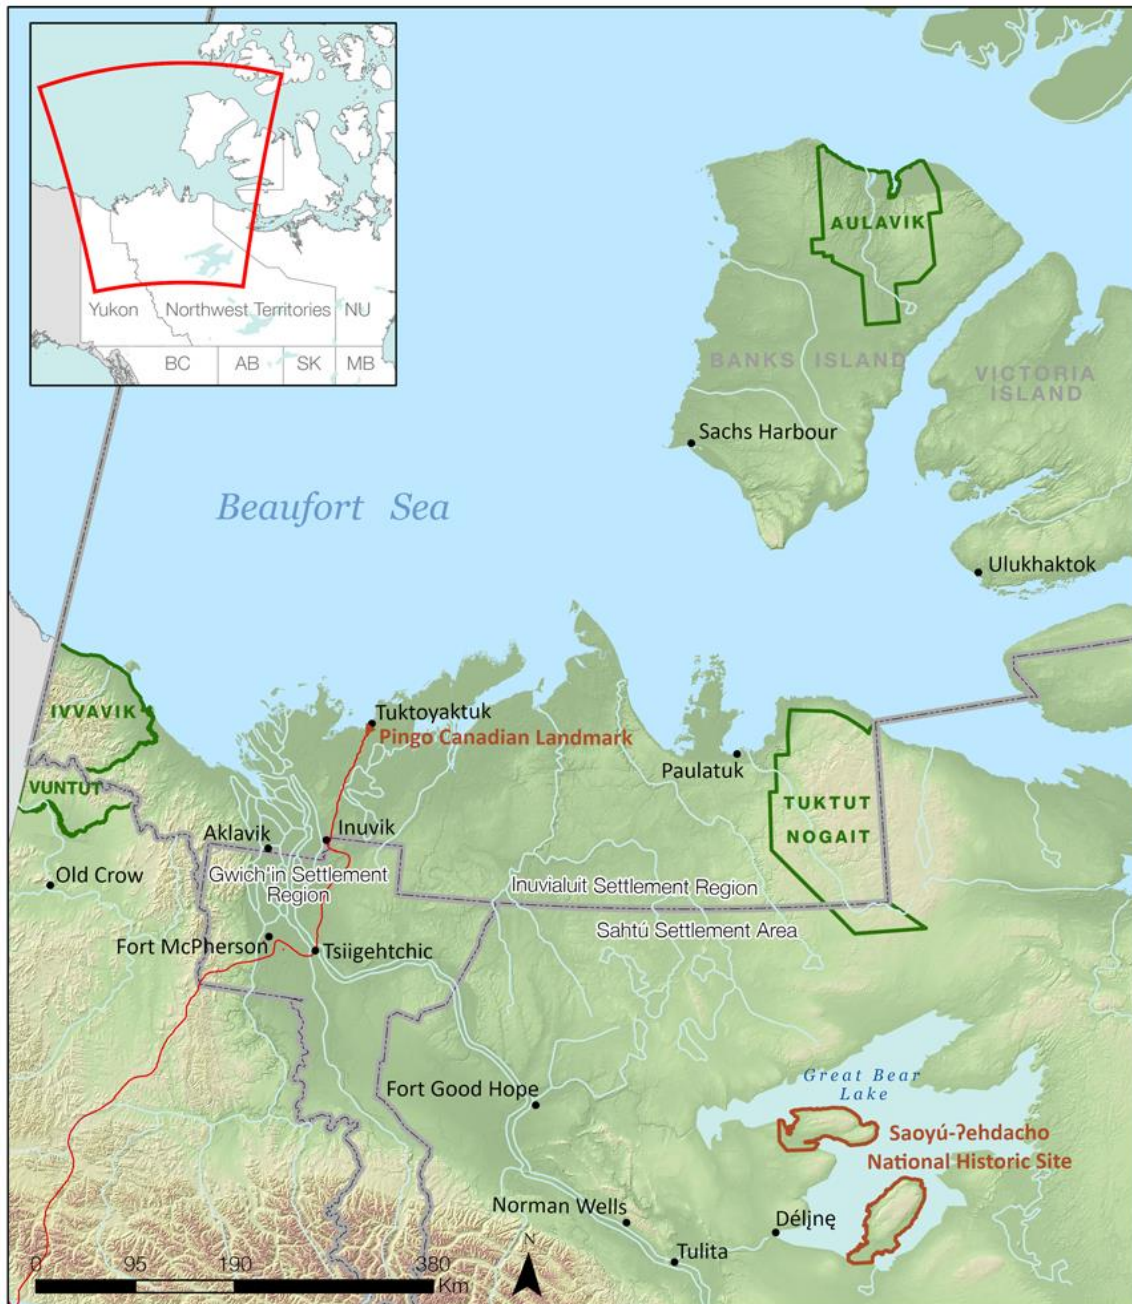 Yukon
Northwest Territories
NU
BC
AB
SK
MB
AULAVIK
BANKS ISLAND
VICTORIA
ISLAND
Sachs Harbour
Beaufort Sea
Ulukhaktok
IVVAVIK
Tuktoyaktuk
Pingo Canadian Landmark
Paulatuk
VUNTUT
TUKTUT
NOGAIT
Aklavik
Inuvik
Old Crow
Gwich'in Settlement
Region
Inuvialuit Settlement Region
Sahtú Settlement Area
Fort McPherson
Tsiigehtchic
Great Bear
Lake
Fort Good Hope
Saoyú-ʔehdacho
National Historic Site
Norman Wells
Délı̨nę
Tulita
N
0
95
190
380
Km